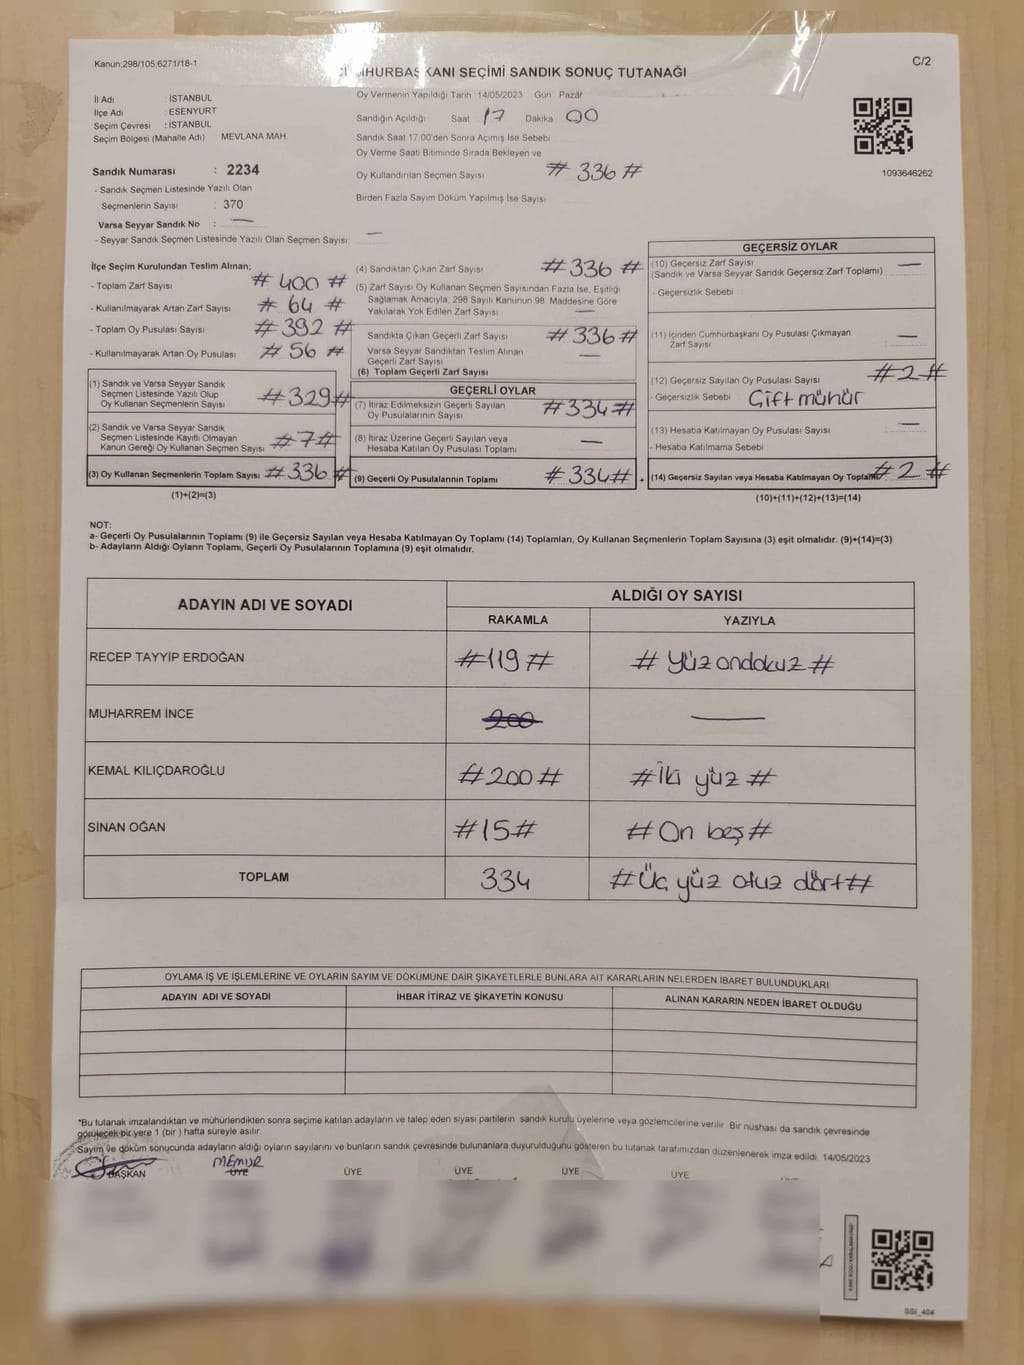 Kanun;298/105;6271/18-1
CUMHURBAŞKANI SEÇİMİ SANDIK SONUÇ TUTANAĞI
C/2
İl Adı : İSTANBUL
İlçe Adı : ESENYURT
Seçim Çevresi : İSTANBUL
Seçim Bölgesi (Mahalle Adı) MEVLANA MAH
Oy Vermenin Yapıldığı Tarih 14/05/2023 Gün Pazar
Sandığın Açıldığı Saat 17 Dakika 00
Sandık Saat 17.00'den Sonra Açımış İse Sebebi
Oy Verme Saati Bitiminde Sırada Bekleyen ve
Oy Kullandırılan Seçmen Sayısı # 336 #
Birden Fazla Sayım Döküm Yapılmış İse Sayısı
1093646262
Sandık Numarası : 2234
- Sandık Seçmen Listesinde Yazılı Olan
Seçmenlerin Sayısı : 370
Varsa Seyyar Sandık No : —
- Seyyar Sandık Seçmen Listesinde Yazılı Olan Seçmen Sayısı: —
İlçe Seçim Kurulundan Teslim Alınan;
- Toplam Zarf Sayısı # 400 #
- Kullanılmayarak Artan Zarf Sayısı # 64 #
- Toplam Oy Pusulası Sayısı # 392 #
- Kullanılmayarak Artan Oy Pusulası # 56 #
(1) Sandık ve Varsa Seyyar Sandık
Seçmen Listesinde Yazılı Olup
Oy Kullanan Seçmenlerin Sayısı #329#
(2) Sandık ve Varsa Seyyar Sandık
Seçmen Listesinde Kayıtlı Olmayan
Kanun Gereği Oy Kullanan Seçmen Sayısı #7#
(3) Oy Kullanan Seçmenlerin Toplam Sayısı #336#
(1)+(2)=(3)
(4) Sandıktan Çıkan Zarf Sayısı #336 #
(5) Zarf Sayısı Oy Kullanan Seçmen Sayısından Fazla İse, Eşitliği
Sağlamak Amacıyla; 298 Sayılı Kanunun 98. Maddesine Göre
Yakılarak Yok Edilen Zarf Sayısı —
Sandıkta Çıkan Geçerli Zarf Sayısı #336#
Varsa Seyyar Sandıktan Teslim Alınan
Geçerli Zarf Sayısı —
(6) Toplam Geçerli Zarf Sayısı
GEÇERLİ OYLAR
(7) İtiraz Edilmeksizin Geçerli Sayılan
Oy Pusulalarının Sayısı #334#
(8) İtiraz Üzerine Geçerli Sayılan veya
Hesaba Katılan Oy Pusulası Toplamı —
(9) Geçerli Oy Pusulalarının Toplamı #334#
+
GEÇERSİZ OYLAR
(10) Geçersiz Zarf Sayısı —
(Sandık ve Varsa Seyyar Sandık Geçersiz Zarf Toplamı) :
- Geçersizlik Sebebi
(11) İçinden Cumhurbaşkanı Oy Pusulası Çıkmayan
Zarf Sayısı —
(12) Geçersiz Sayılan Oy Pusulası Sayısı #2#
- Geçersizlik Sebebi Çift mühür
(13) Hesaba Katılmayan Oy Pusulası Sayısı —
- Hesaba Katılmama Sebebi
(14) Geçersiz Sayılan veya Hesaba Katılmayan Oy Toplamı # 2 #
(10)+(11)+(12)+(13)=(14)
NOT:
a- Geçerli Oy Pusulalarının Toplamı (9) ile Geçersiz Sayılan veya Hesaba Katılmayan Oy Toplamı (14) Toplamları, Oy Kullanan Seçmenlerin Toplam Sayısına (3) eşit olmalıdır. (9)+(14)=(3)
b- Adayların Aldığı Oyların Toplamı, Geçerli Oy Pusulalarının Toplamına (9) eşit olmalıdır.
ADAYIN ADI VE SOYADI
ALDIĞI OY SAYISI
RAKAMLA YAZIYLA
RECEP TAYYİP ERDOĞAN #119# # Yüz ondokuz #
MUHARREM İNCE 200 —
KEMAL KILIÇDAROĞLU #200# #İki yüz #
SİNAN OĞAN #15# # On beş #
TOPLAM 334 #Üç yüz otuz dört#
OYLAMA İŞ VE İŞLEMLERİNE VE OYLARIN SAYIM VE DÖKÜMÜNE DAİR ŞİKAYETLERLE BUNLARA AİT KARARLARIN NELERDEN İBARET BULUNDUKLARI
ADAYIN ADI VE SOYADI İHBAR İTİRAZ VE ŞİKAYETİN KONUSU ALINAN KARARIN NEDEN İBARET OLDUĞU
*Bu tutanak imzalandıktan ve mühürlendikten sonra seçime katılan adayların ve talep eden siyasi partilerin sandık kurulu üyelerine veya gözlemcilerine verilir. Bir nüshası da sandık çevresinde
görülecek bir yere 1 (bir) hafta süreyle asılır.
Sayım ve döküm sonucunda adayların aldığı oyların sayılarını ve bunların sandık çevresinde bulunanlara duyurulduğunu gösteren bu tutanak tarafımızdan düzenlenerek imza edildi. 14/05/2023
MEMUR
BAŞKAN ÜYE ÜYE ÜYE ÜYE ÜYE
SSİ_404